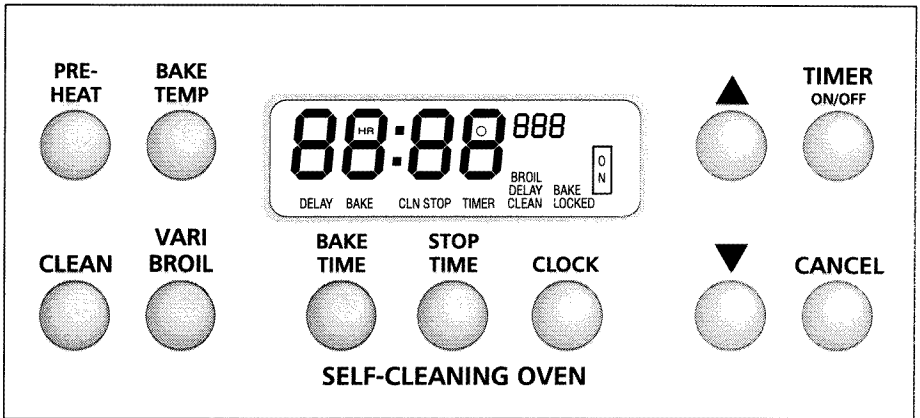 PRE-
HEAT
BAKE
TEMP
88:88
HR
888
O
N
BROIL
DELAY BAKE
CLEAN LOCKED
DELAY BAKE CLN STOP TIMER
▲
TIMER
ON/OFF
CLEAN
VARI
BROIL
BAKE
TIME
STOP
TIME
CLOCK
▼
CANCEL
SELF-CLEANING OVEN